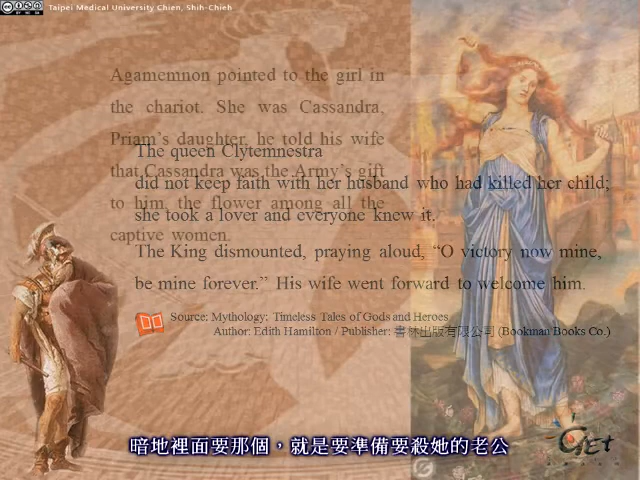 Taipei Medical University Chien, Shih-Chieh
Agamemnon pointed to the girl in
the chariot. She was Cassandra,
Priam's daughter, he told his wife
that Cassandra was the Army's gift
to him, the flower among all the
captive women.
The queen Clytemnestra
did not keep faith with her husband who had killed her child;
she took a lover and everyone knew it.
The King dismounted, praying aloud, “O victory now mine,
be mine forever.” His wife went forward to welcome him.
Source: Mythology: Timeless Tales of Gods and Heroes
Author: Edith Hamilton / Publisher: 書林出版有限公司 (Bookman Books Co.)
暗地裡面要那個，就是要準備要殺她的老公